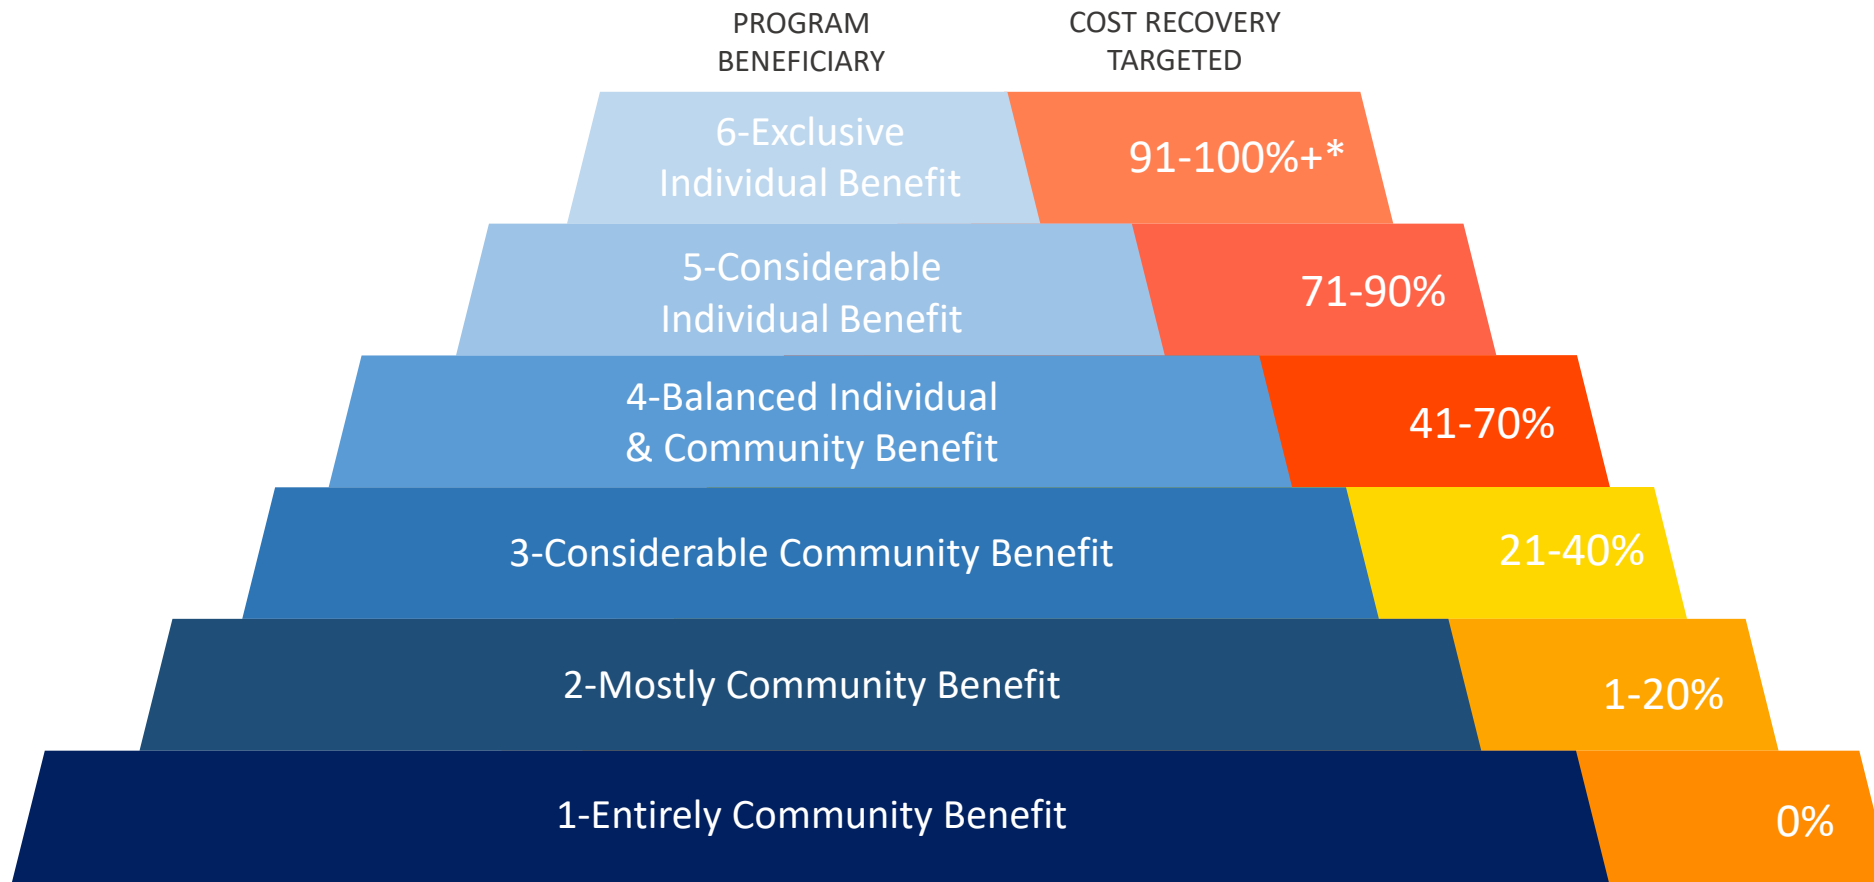 PROGRAM
BENEFICIARY
COST RECOVERY
TARGETED
6-Exclusive
Individual Benefit
91-100%+*
5-Considerable
Individual Benefit
71-90%
4-Balanced Individual
& Community Benefit
41-70%
3-Considerable Community Benefit
21-40%
2-Mostly Community Benefit
1-20%
1-Entirely Community Benefit
0%